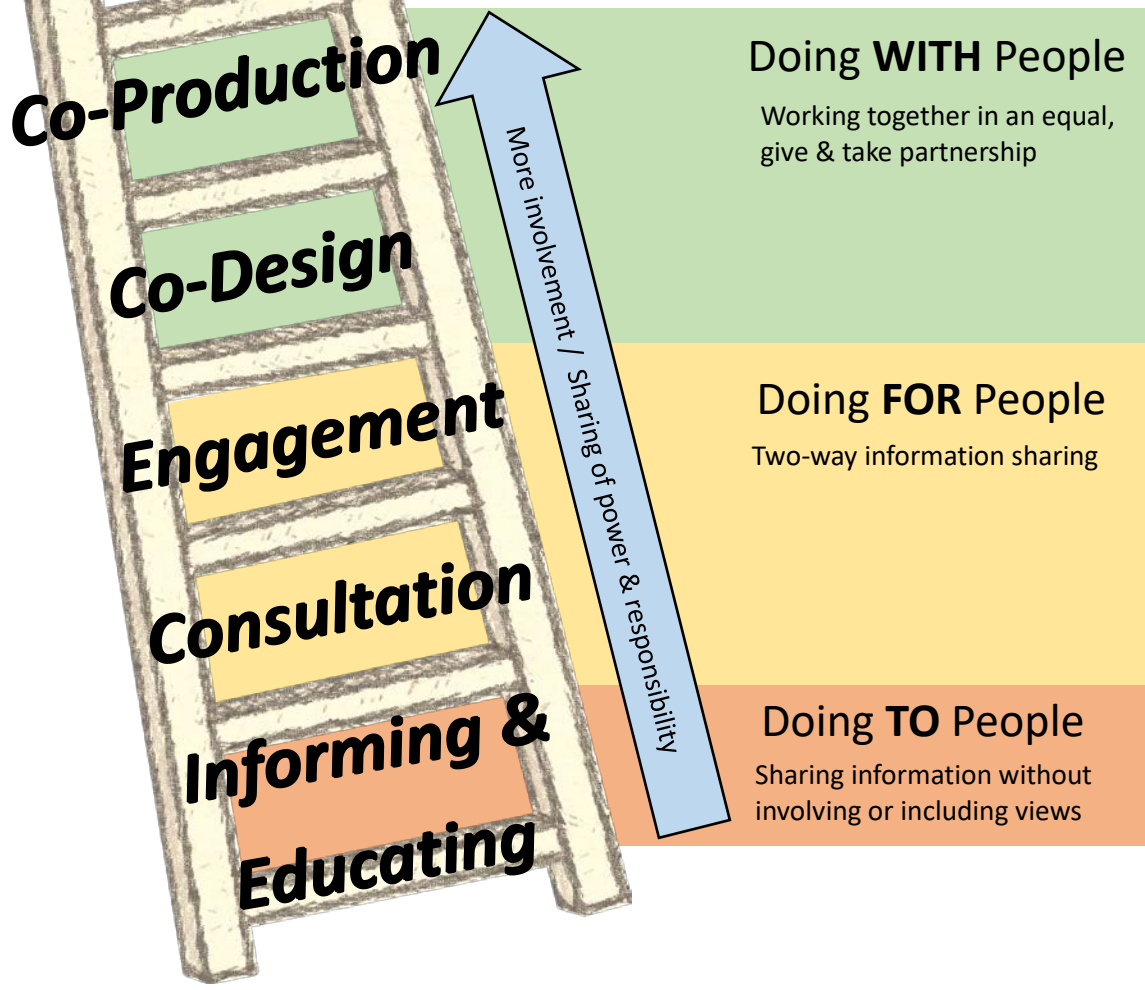 Co-Production
Co-Design
Engagement
Consultation
Informing &
Educating
More involvement / Sharing of power & responsibility
Doing WITH People
Working together in an equal,
give & take partnership
Doing FOR People
Two-way information sharing
Doing TO People
Sharing information without
involving or including views